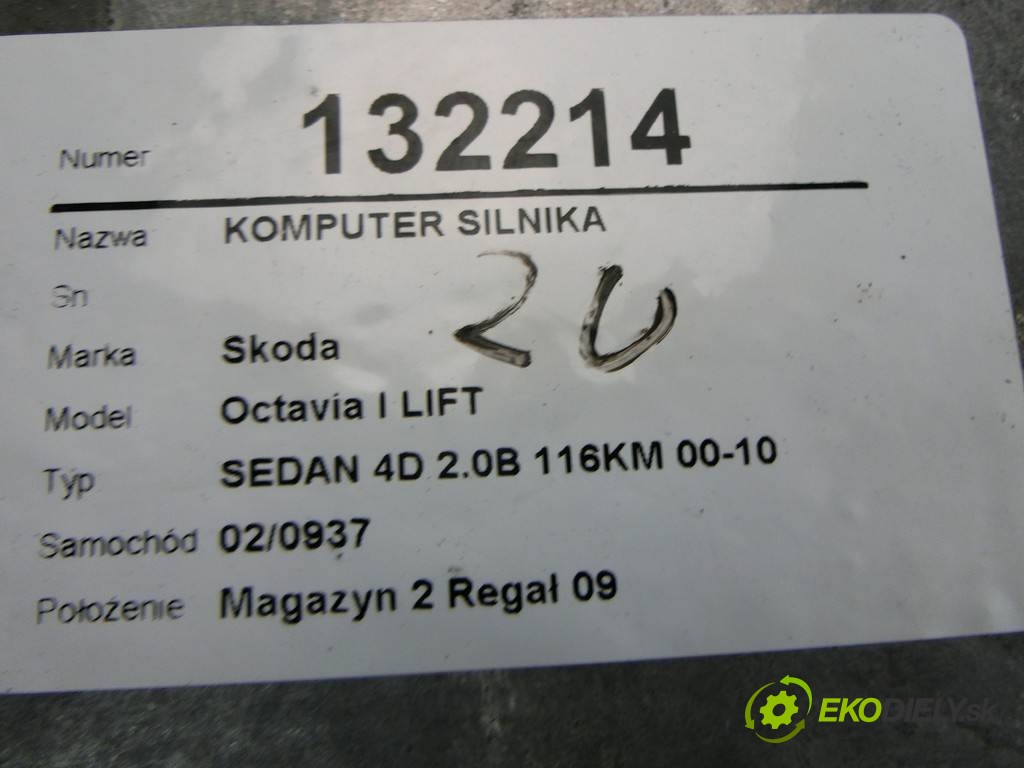 Numer 132214
Nazwa KOMPUTER SILNIKA
Sn
20
Marka Skoda
Model Octavia I LIFT
Typ SEDAN 4D 2.0B 116KM 00-10
Samochód 02/0937
Położenie Magazyn 2 Regał 09
EKODIELY.sk